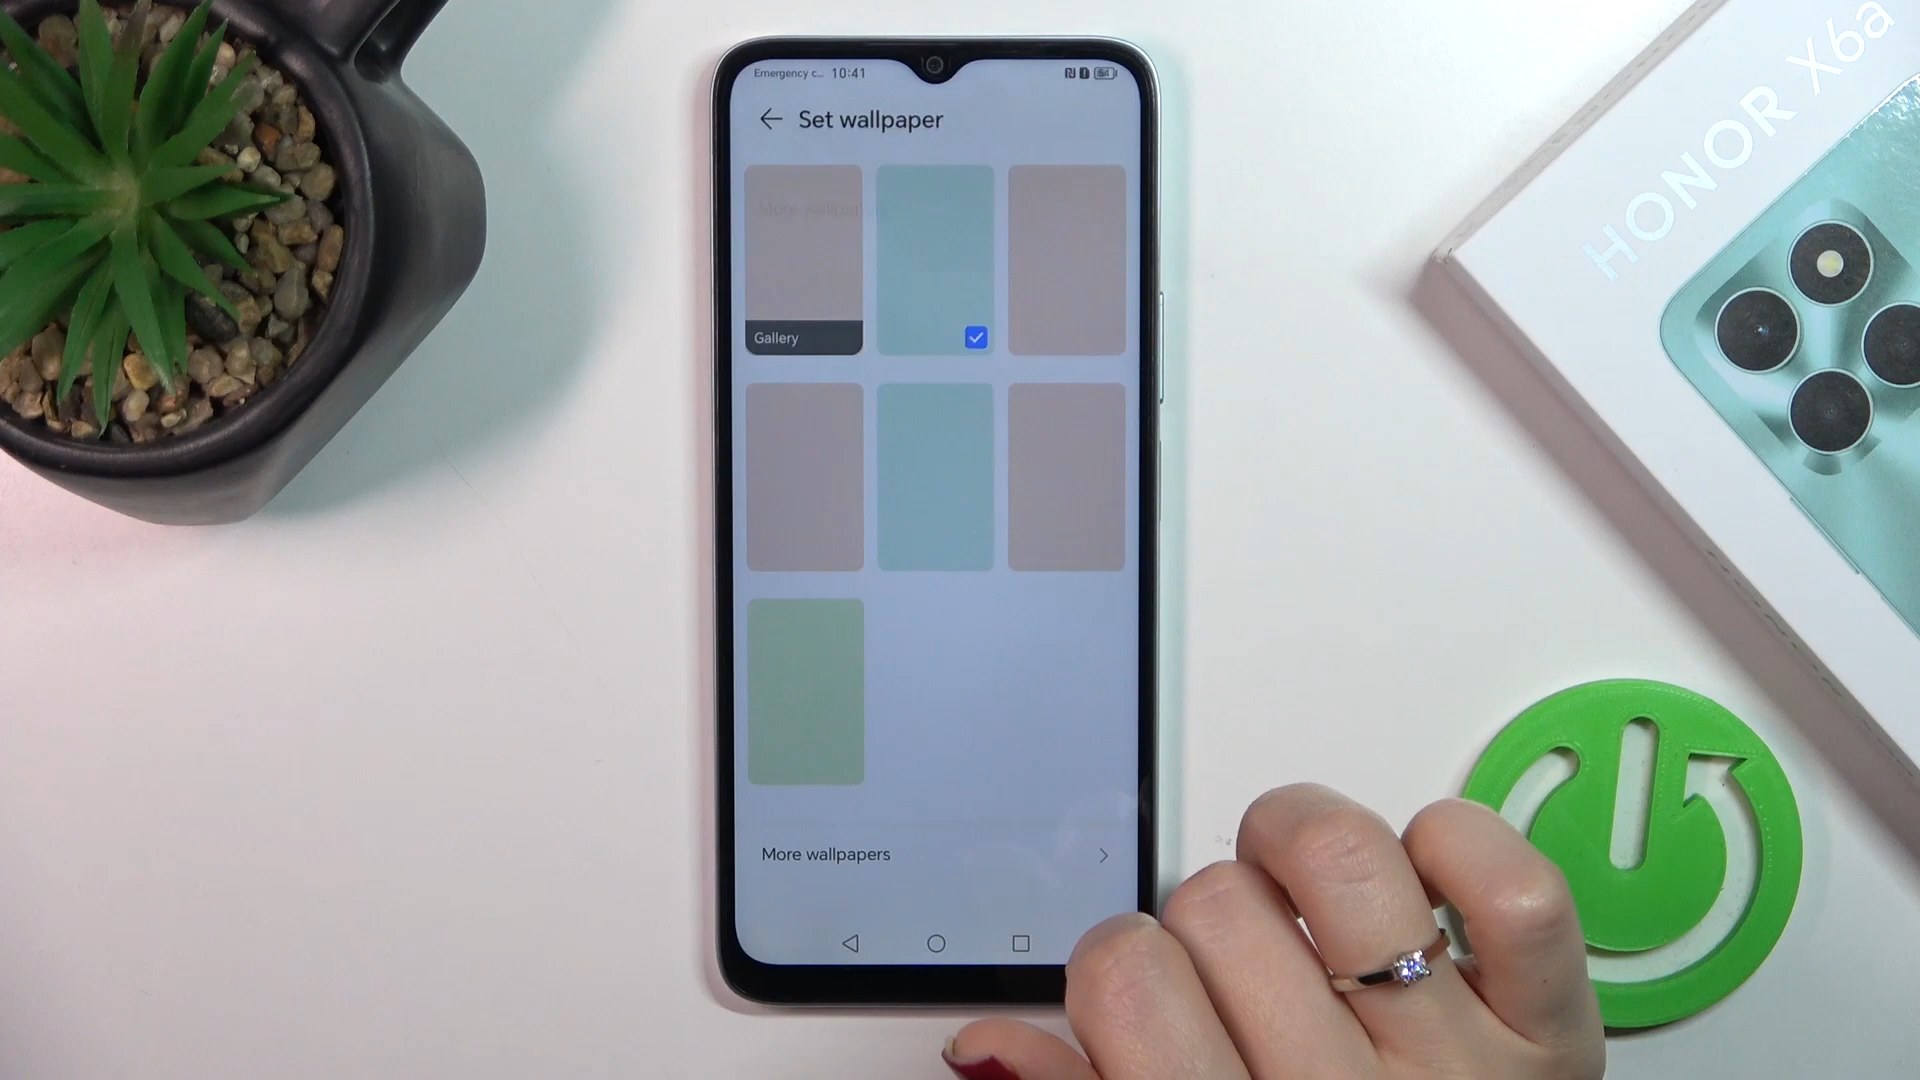 Emergency c... 10:41
Set wallpaper
Gallery
More wallpapers
HONOR X6a